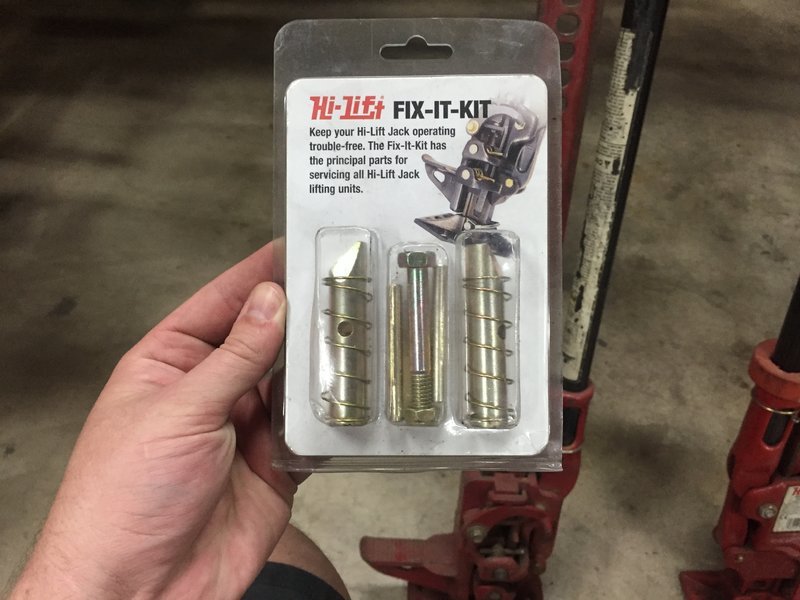 Hi-Lift® FIX-IT-KIT
Keep your Hi-Lift Jack operating
trouble-free. The Fix-It-Kit has
the principal parts for
servicing all Hi-Lift Jack
lifting units.